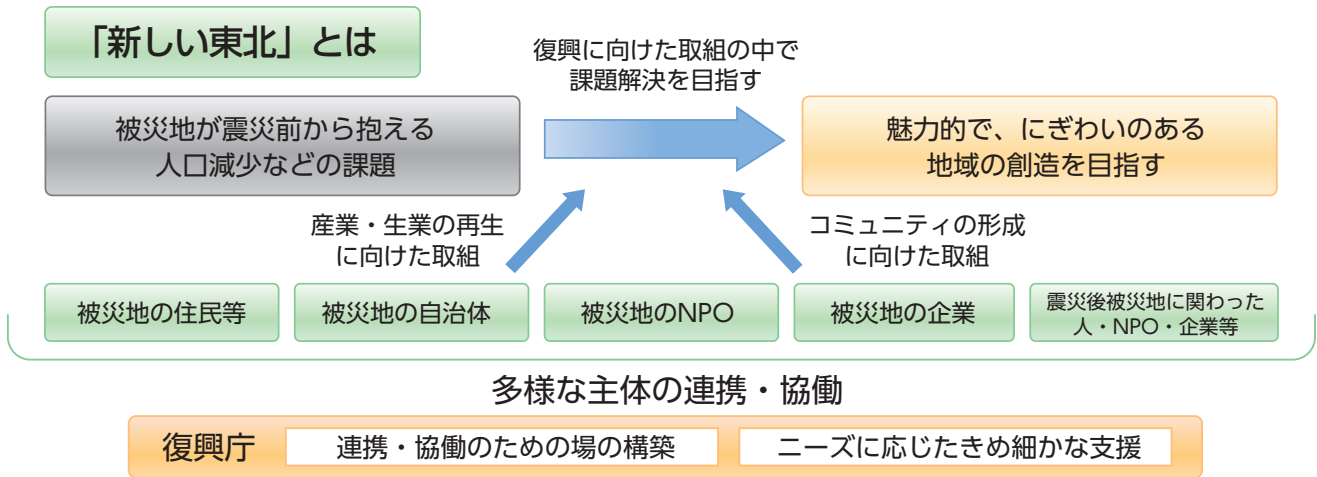 「新しい東北」とは
復興に向けた取組の中で
課題解決を目指す
被災地が震災前から抱える
人口減少などの課題
魅力的で、にぎわいのある
地域の創造を目指す
産業・生業の再生
に向けた取組
コミュニティの形成
に向けた取組
被災地の住民等
被災地の自治体
被災地のNPO
被災地の企業
震災後被災地に関わった
人・NPO・企業等
多様な主体の連携・協働
復興庁
連携・協働のための場の構築
ニーズに応じたきめ細かな支援